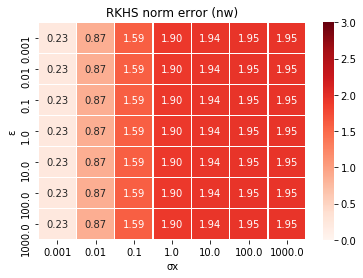 RKHS norm error (nw)
0.001 0.23 0.87 1.59 1.90 1.94 1.95 1.95
0.01 0.23 0.87 1.59 1.90 1.94 1.95 1.95
0.1 0.23 0.87 1.59 1.90 1.94 1.95 1.95
1.0 0.23 0.87 1.59 1.90 1.94 1.95 1.95
10.0 0.23 0.87 1.59 1.90 1.94 1.95 1.95
100.0 0.23 0.87 1.59 1.90 1.94 1.95 1.95
1000.0 0.23 0.87 1.59 1.90 1.94 1.95 1.95
ε
0.001 0.01 0.1 1.0 10.0 100.0 1000.0
σx
3.0
2.5
2.0
1.5
1.0
0.5
0.0